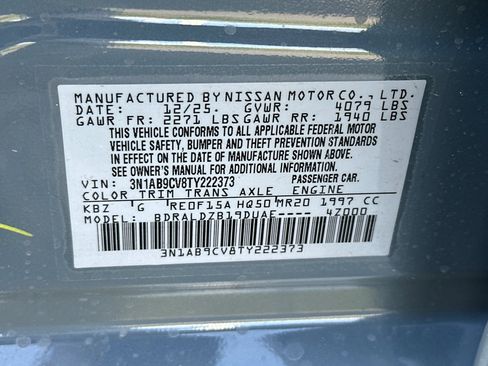 MANUFACTURED BY NISSAN MOTOR CO., LTD.
DATE: 12/25. GVWR: 4079 LBS
GAWR FR: 2271 LBS GAWR RR: 1940 LBS
THIS VEHICLE CONFORMS TO ALL APPLICABLE FEDERAL MOTOR
VEHICLE SAFETY, BUMPER AND THEFT PREVENTION STANDARDS
IN EFFECT ON THE DATE OF MANUFACTURE SHOWN ABOVE.
SEE OWNER'S MANUAL FOR ADDITIONAL INFORMATION.
VIN: 3N1AB9CV8TY222373 PASSENGER CAR.
COLOR TRIM TRANS AXLE ENGINE
KBZ G RE0F15A HQ50 MR20 1997 CC
MODEL: BDRALDZB19DUAE---- 4Z000
3N1AB9CV8TY222373